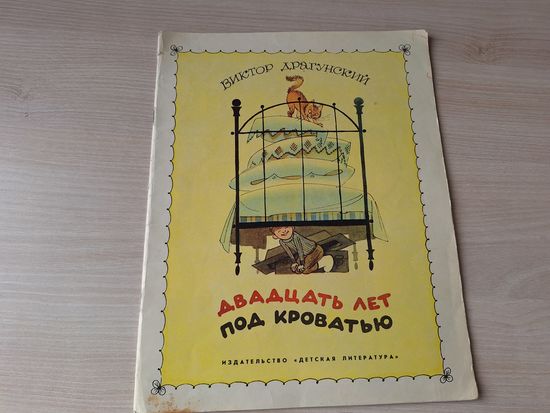 ВИКТОР ДРАГУНСКИЙ
ДВАДЦАТЬ ЛЕТ
ПОД КРОВАТЬЮ
ИЗДАТЕЛЬСТВО «ДЕТСКАЯ ЛИТЕРАТУРА»